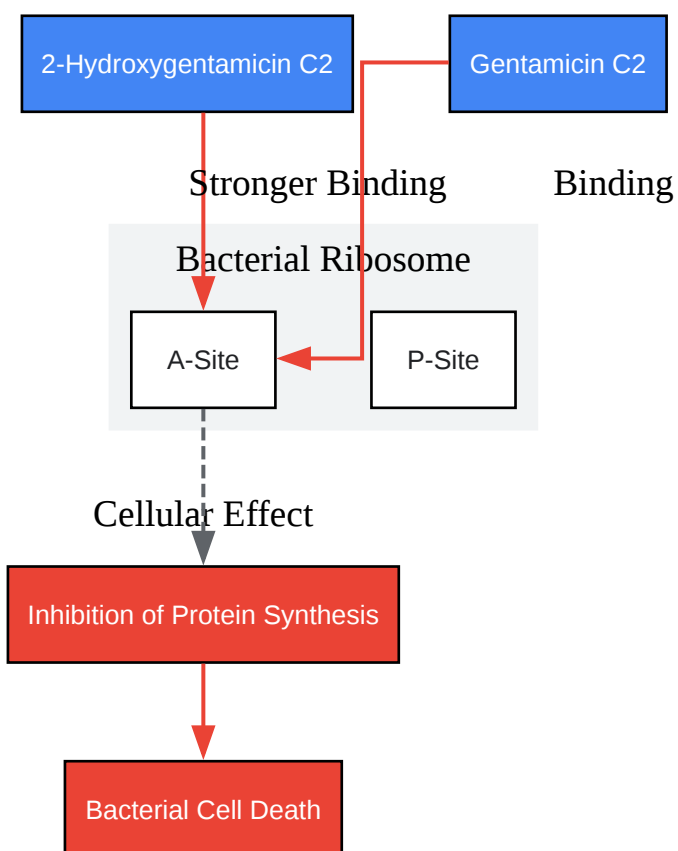 2-Hydroxygentamicin C2
Gentamicin C2
Stronger Binding
Binding
Bacterial Ribosome
A-Site
P-Site
Cellular Effect
Inhibition of Protein Synthesis
Bacterial Cell Death